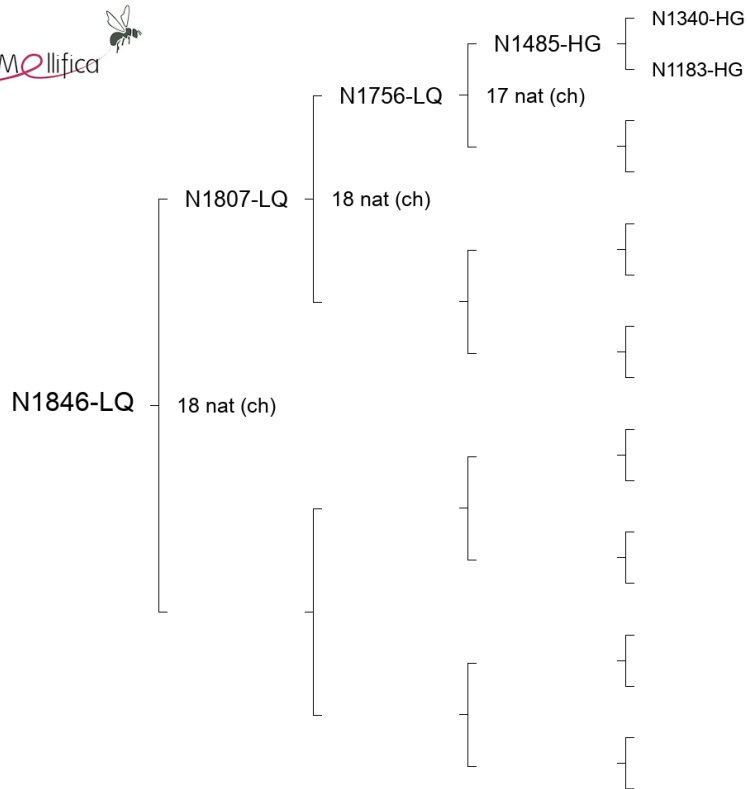 Mellifica
N1340-HG
N1485-HG
N1183-HG
N1756-LQ
17 nat (ch)
N1807-LQ
18 nat (ch)
N1846-LQ
18 nat (ch)